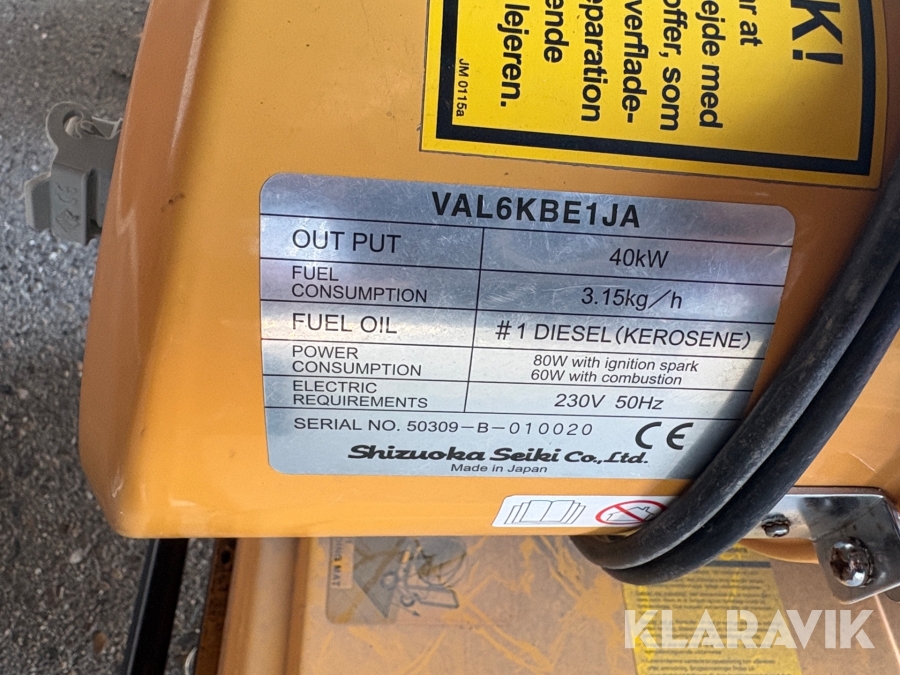 K!
ar at
ejde med
offer, som
verflade-
eparation
ende
lejeren.
JM 0115a
VAL6KBE1JA
OUT PUT 40kW
FUEL CONSUMPTION 3.15kg/h
FUEL OIL #1 DIESEL(KEROSENE)
POWER CONSUMPTION 80W with ignition spark
60W with combustion
ELECTRIC REQUIREMENTS 230V 50Hz
SERIAL NO. 50309-B-010020 CE
Shizuoka Seiki Co.,Ltd.
Made in Japan
MAT
KLARAVIK